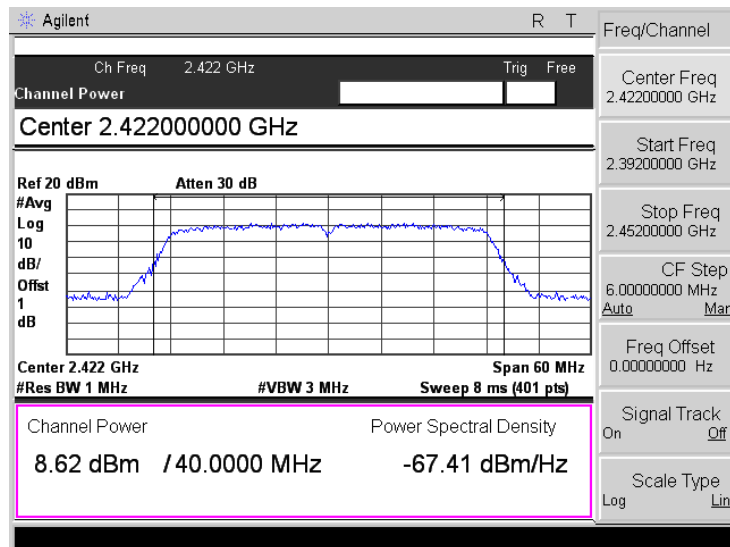 Agilent R T
Ch Freq 2.422 GHz Trig Free
Channel Power
Center 2.422000000 GHz
Ref 20 dBm Atten 30 dB
#Avg
Log
10
dB/
Offst
1
dB
Center 2.422 GHz Span 60 MHz
#Res BW 1 MHz #VBW 3 MHz Sweep 8 ms (401 pts)
Channel Power Power Spectral Density
8.62 dBm / 40.0000 MHz -67.41 dBm/Hz
Freq/Channel
Center Freq
2.42200000 GHz
Start Freq
2.39200000 GHz
Stop Freq
2.45200000 GHz
CF Step
6.00000000 MHz
Auto Man
Freq Offset
0.00000000 Hz
Signal Track
On Off
Scale Type
Log Lin